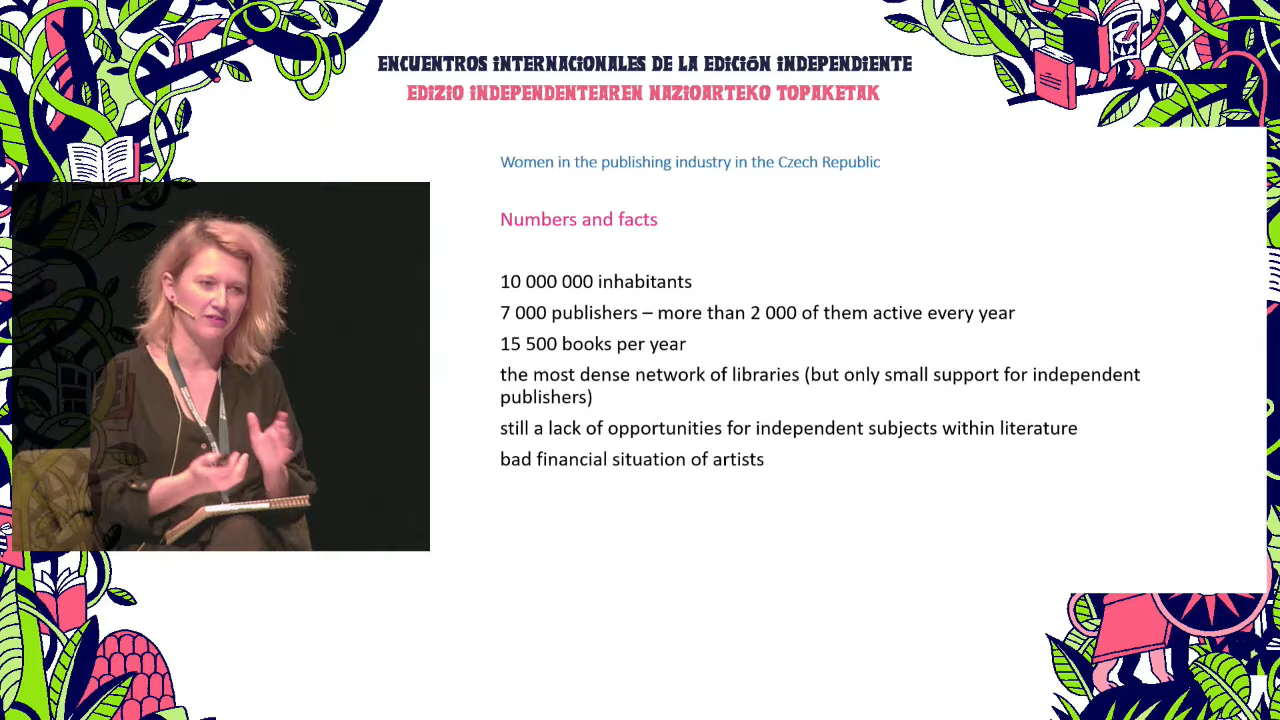 ENCUENTROS INTERNACIONALES DE LA EDICIÓN INDEPENDIENTE
EDIZIO INDEPENDENTEAREN NAZIOARTEKO TOPAKETAK
Women in the publishing industry in the Czech Republic
Numbers and facts
10 000 000 inhabitants
7 000 publishers – more than 2 000 of them active every year
15 500 books per year
the most dense network of libraries (but only small support for independent
publishers)
still a lack of opportunities for independent subjects within literature
bad financial situation of artists